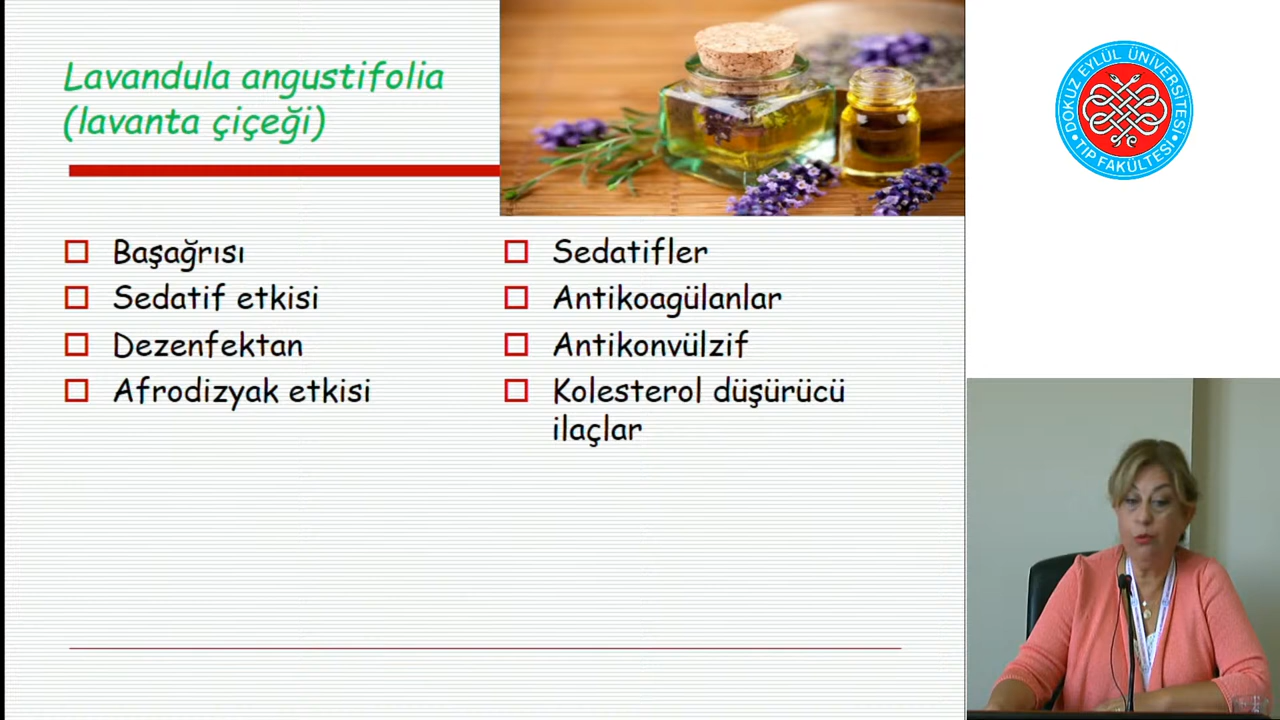 Lavandula angustifolia
(lavanta çiçeği)
Başağrısı
Sedatif etkisi
Dezenfektan
Afrodizyak etkisi
Sedatifler
Antikoagülanlar
Antikonvülzif
Kolesterol düşürücü
ilaçlar
DOKUZ EYLÜL ÜNİVERSİTESİ
TIP FAKÜLTESİ